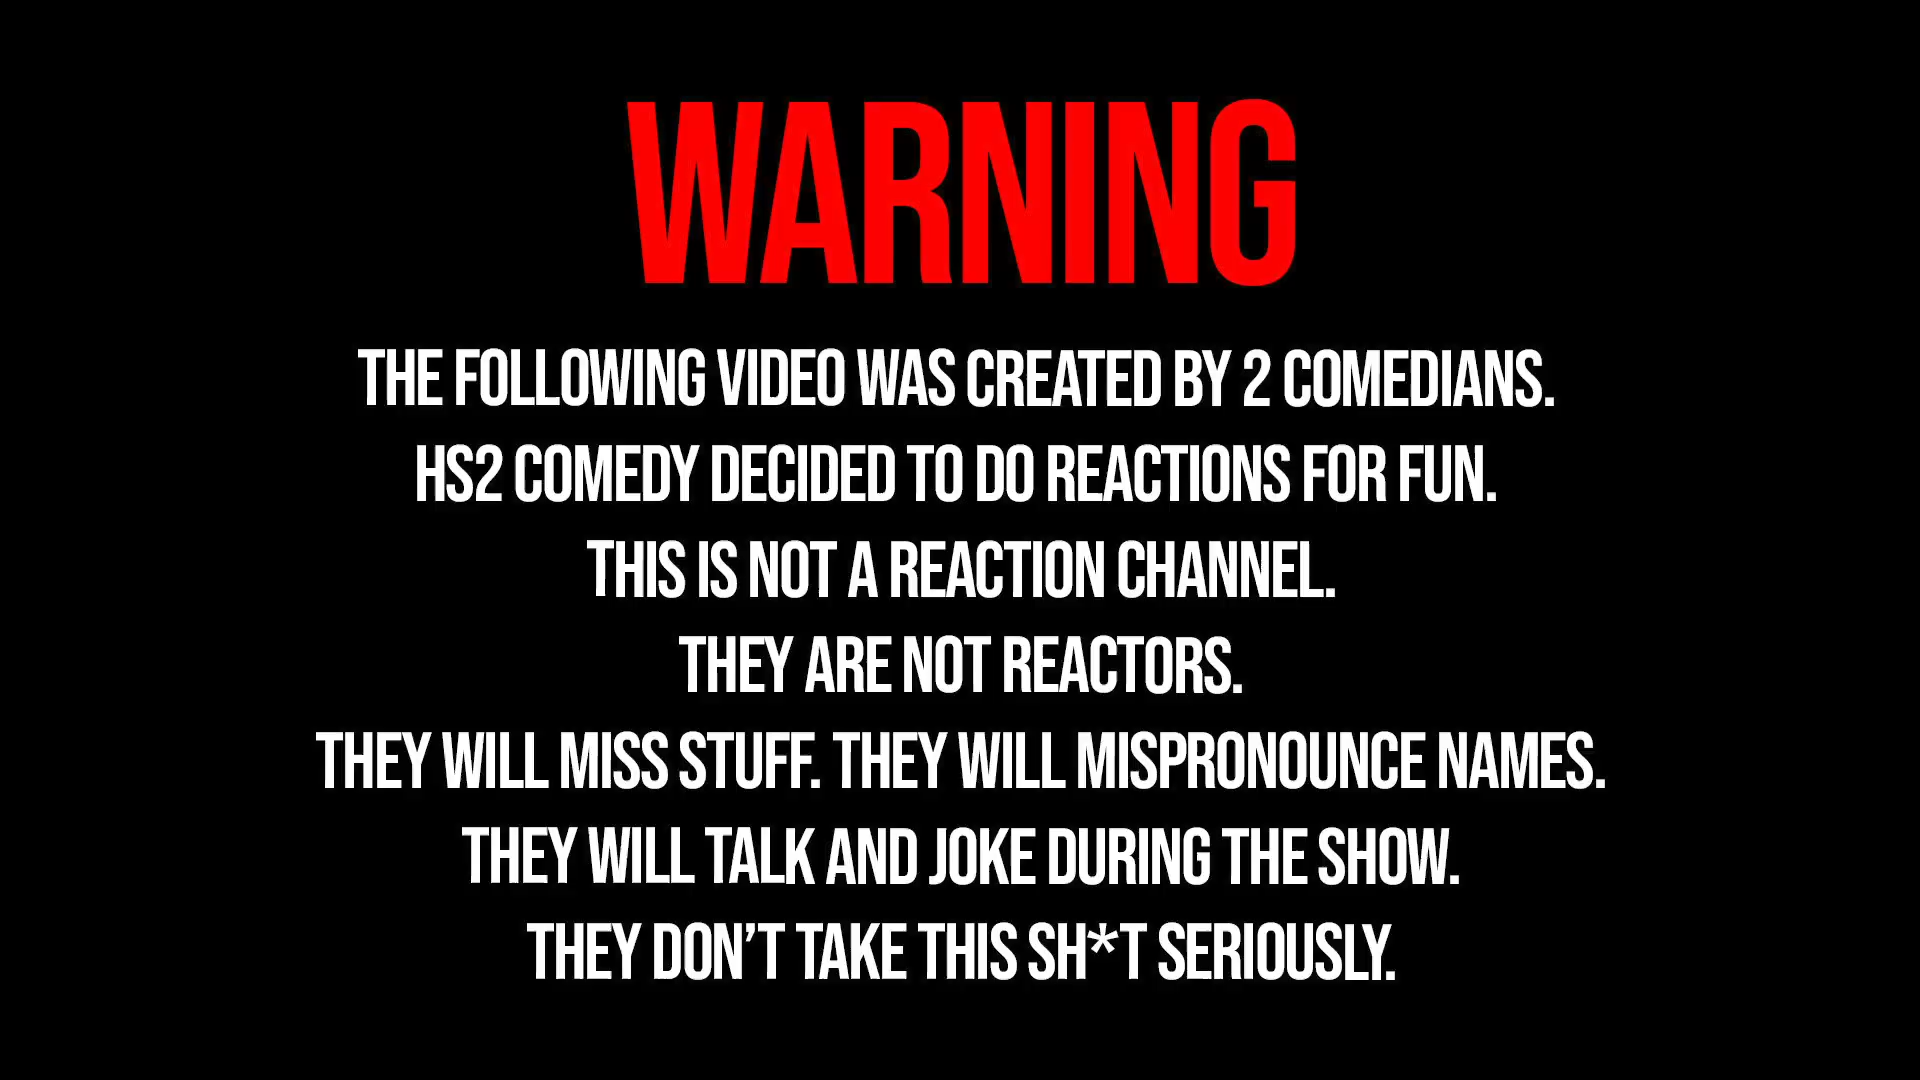 WARNING
THE FOLLOWING VIDEO WAS CREATED BY 2 COMEDIANS.
HS2 COMEDY DECIDED TO DO REACTIONS FOR FUN.
THIS IS NOT A REACTION CHANNEL.
THEY ARE NOT REACTORS.
THEY WILL MISS STUFF. THEY WILL MISPRONOUNCE NAMES.
THEY WILL TALK AND JOKE DURING THE SHOW.
THEY DON'T TAKE THIS SH*T SERIOUSLY.